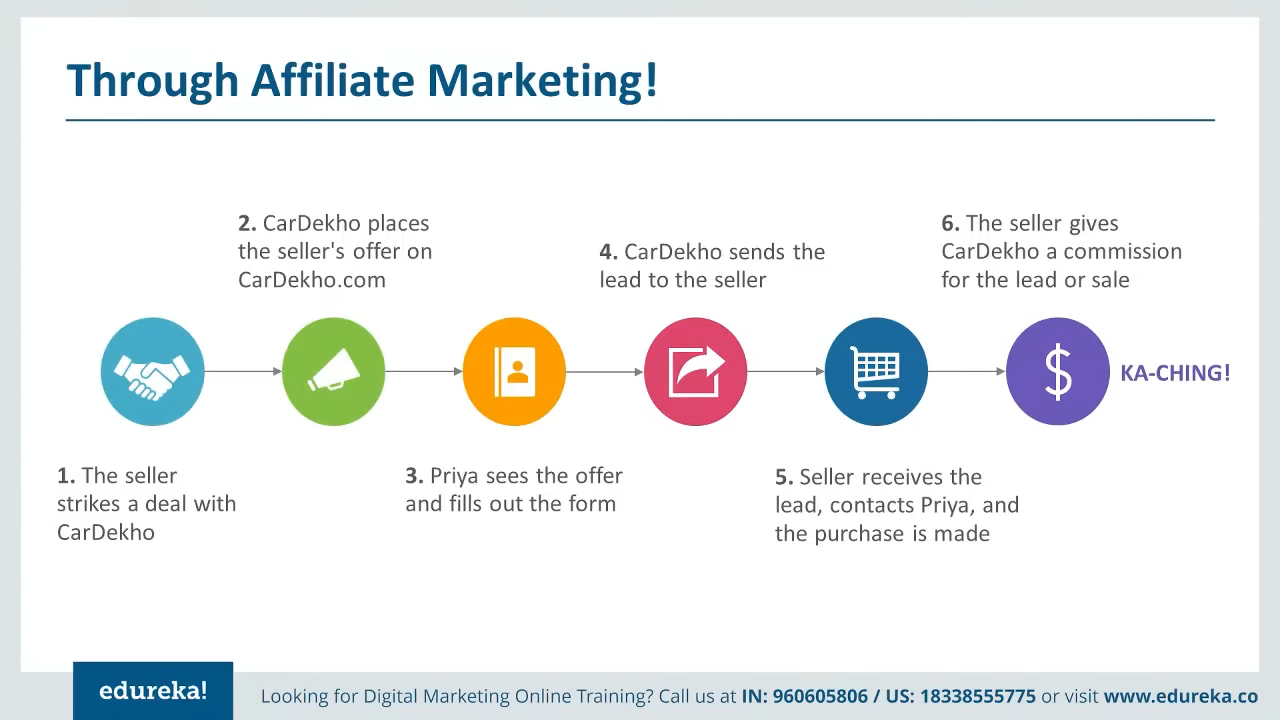 Through Affiliate Marketing!
1. The seller
strikes a deal with
CarDekho
2. CarDekho places
the seller's offer on
CarDekho.com
3. Priya sees the offer
and fills out the form
4. CarDekho sends the
lead to the seller
5. Seller receives the
lead, contacts Priya, and
the purchase is made
6. The seller gives
CarDekho a commission
for the lead or sale
$
KA-CHING!
edureka!
Looking for Digital Marketing Online Training? Call us at IN: 960605806 / US: 18338555775 or visit www.edureka.co